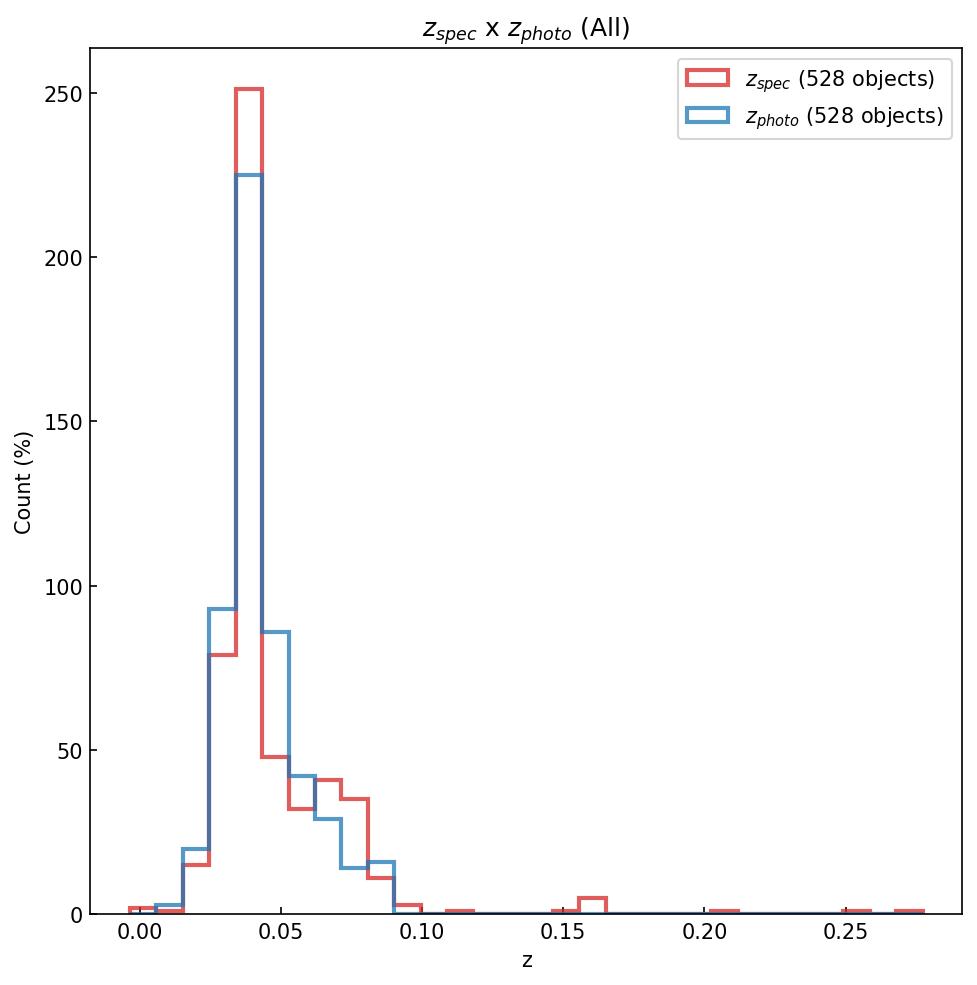 z_spec x z_photo (All)
z_spec (528 objects)
z_photo (528 objects)
Count (%)
250
200
150
100
50
0
0.00 0.05 0.10 0.15 0.20 0.25
z